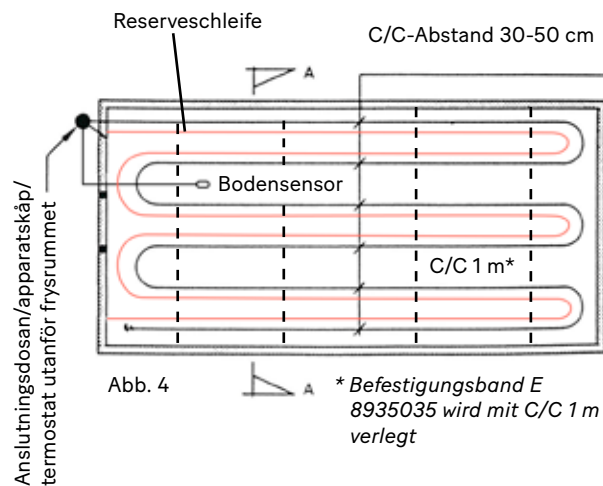 Reserveschleife
C/C-Abstand 30-50 cm
A
Bodensensor
C/C 1 m*
Anslutningsdosan/apparatskåp/
termostat utanför frysrummet
Abb. 4
A
* Befestigungsband E
8935035 wird mit C/C 1 m
verlegt